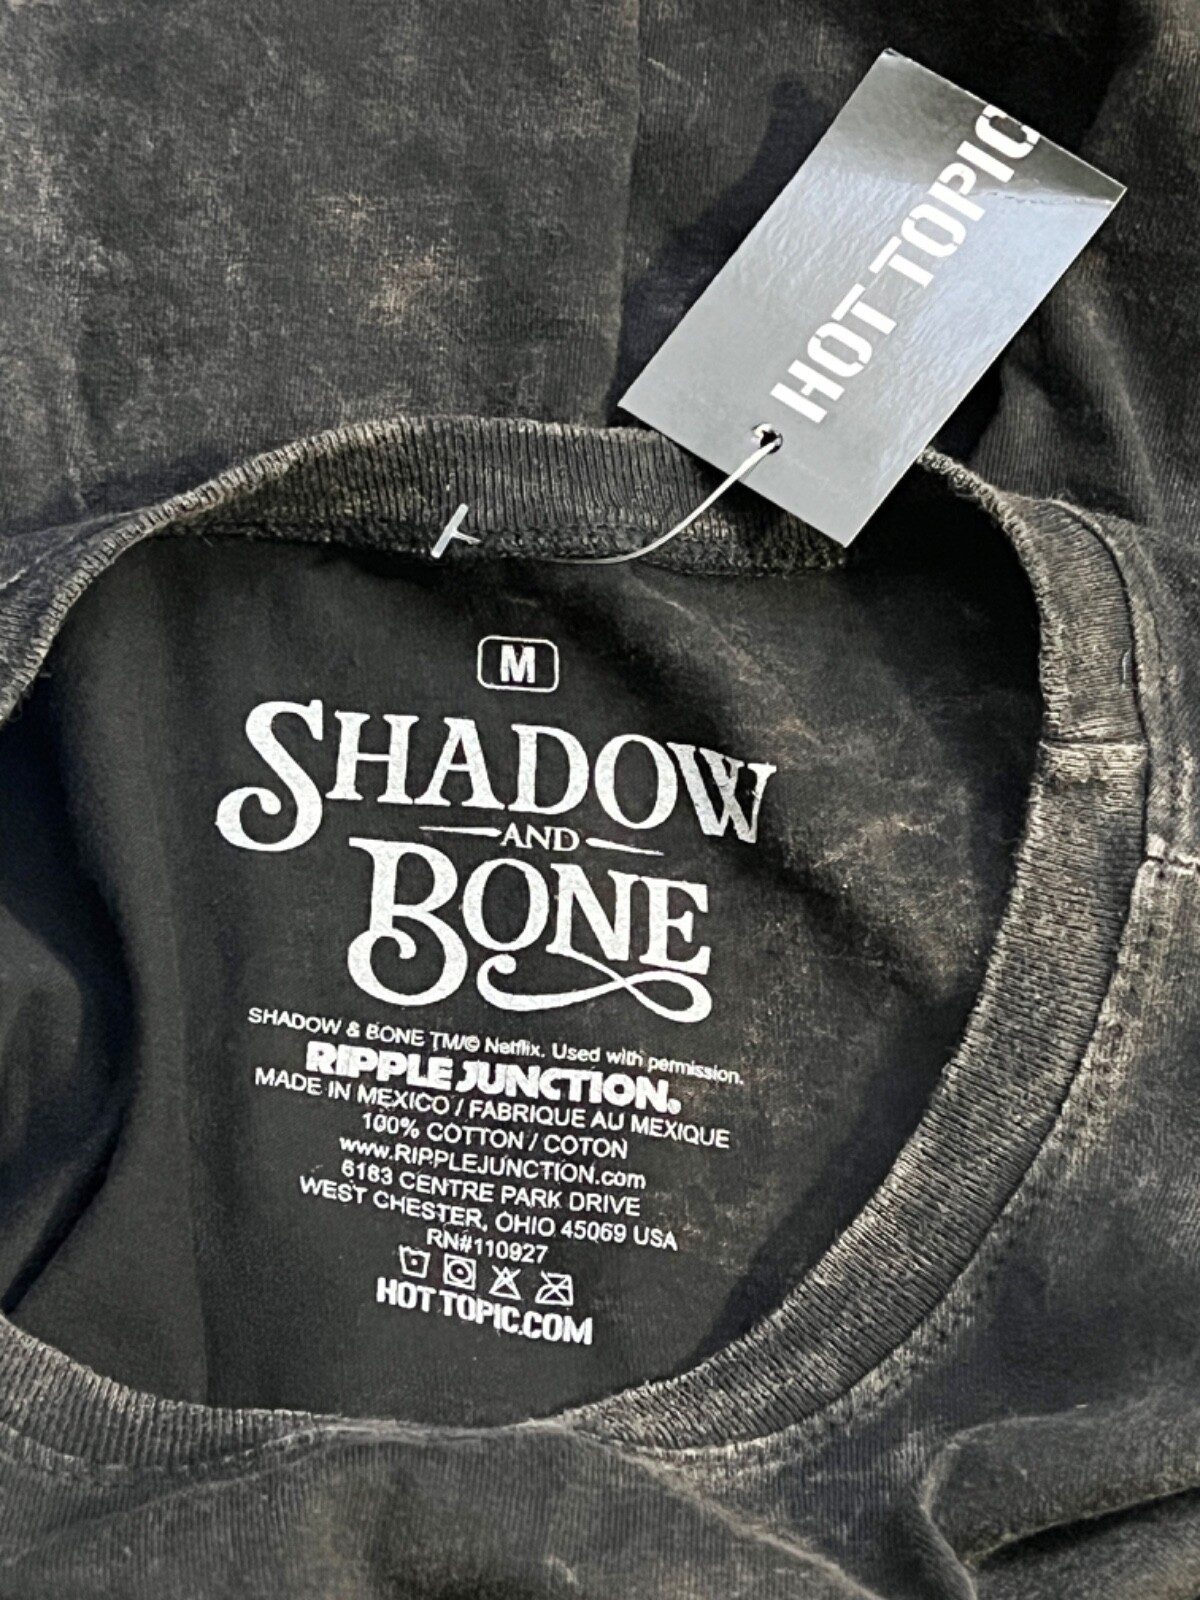 HOT TOPIC
M
SHADOW
AND
BONE
SHADOW & BONE TM/© Netflix. Used with permission.
RIPPLE JUNCTION.
MADE IN MEXICO / FABRIQUE AU MEXIQUE
100% COTTON / COTON
www.RIPPLEJUNCTION.com
6183 CENTRE PARK DRIVE
WEST CHESTER, OHIO 45069 USA
RN#110927
HOT TOPIC.COM